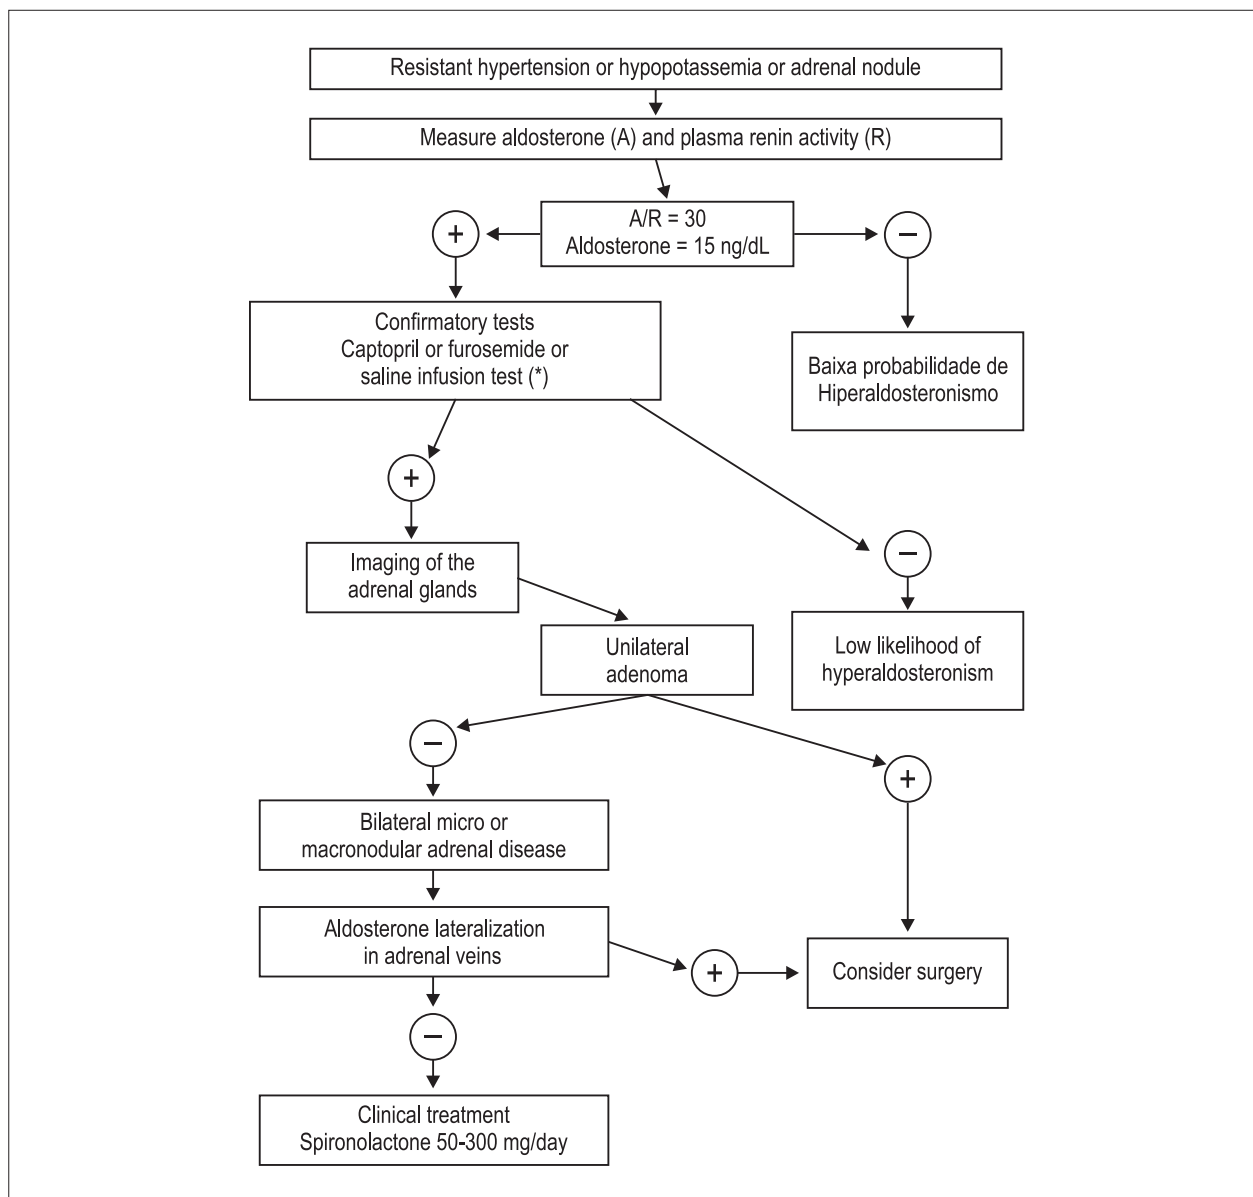 Resistant hypertension or hypopotassemia or adrenal nodule
Measure aldosterone (A) and plasma renin activity (R)
A/R = 30
Aldosterone = 15 ng/dL
+
−
Confirmatory tests
Captopril or furosemide or
saline infusion test (*)
Baixa probabilidade de
Hiperaldosteronismo
+
−
Imaging of the
adrenal glands
Low likelihood of
hyperaldosteronism
Unilateral
adenoma
−
+
Bilateral micro or
macronodular adrenal disease
Aldosterone lateralization
in adrenal veins
+
Consider surgery
−
Clinical treatment
Spironolactone 50-300 mg/day